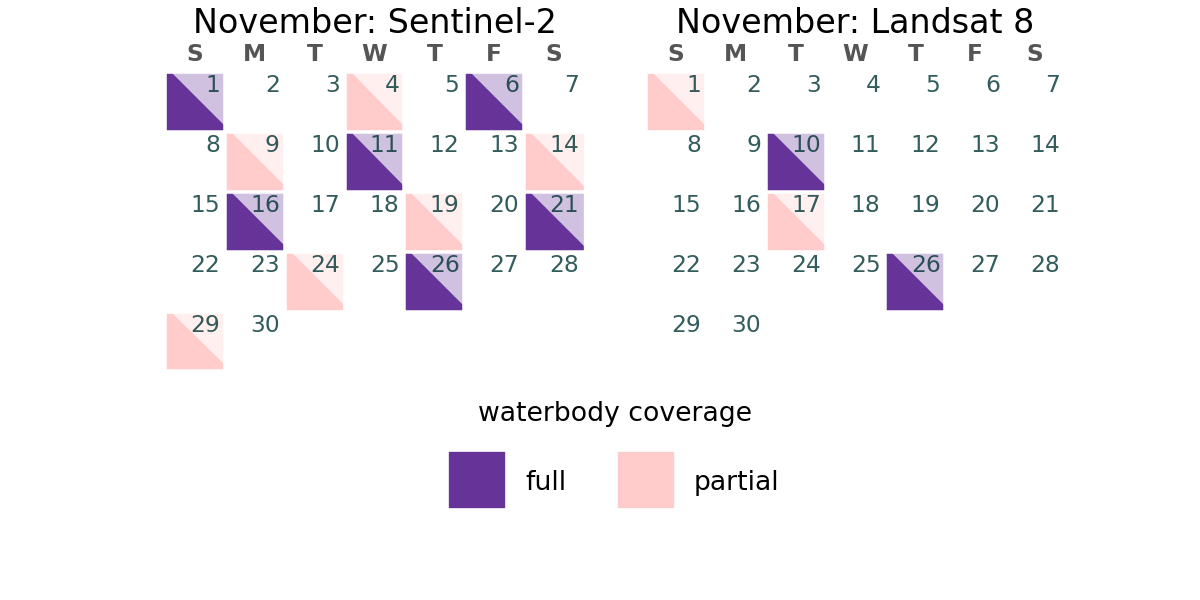 November: Sentinel-2
S M T W T F S
1 2 3 4 5 6 7
8 9 10 11 12 13 14
15 16 17 18 19 20 21
22 23 24 25 26 27 28
29 30
November: Landsat 8
S M T W T F S
1 2 3 4 5 6 7
8 9 10 11 12 13 14
15 16 17 18 19 20 21
22 23 24 25 26 27 28
29 30
waterbody coverage
full partial